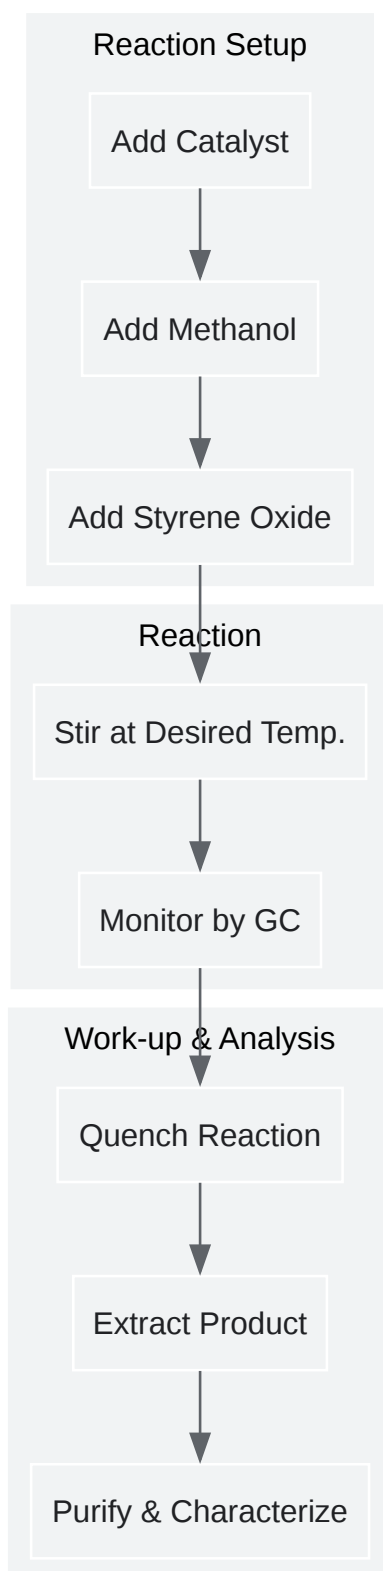 Reaction Setup
Add Catalyst
Add Methanol
Add Styrene Oxide
Reaction
Stir at Desired Temp.
Monitor by GC
Work-up & Analysis
Quench Reaction
Extract Product
Purify & Characterize